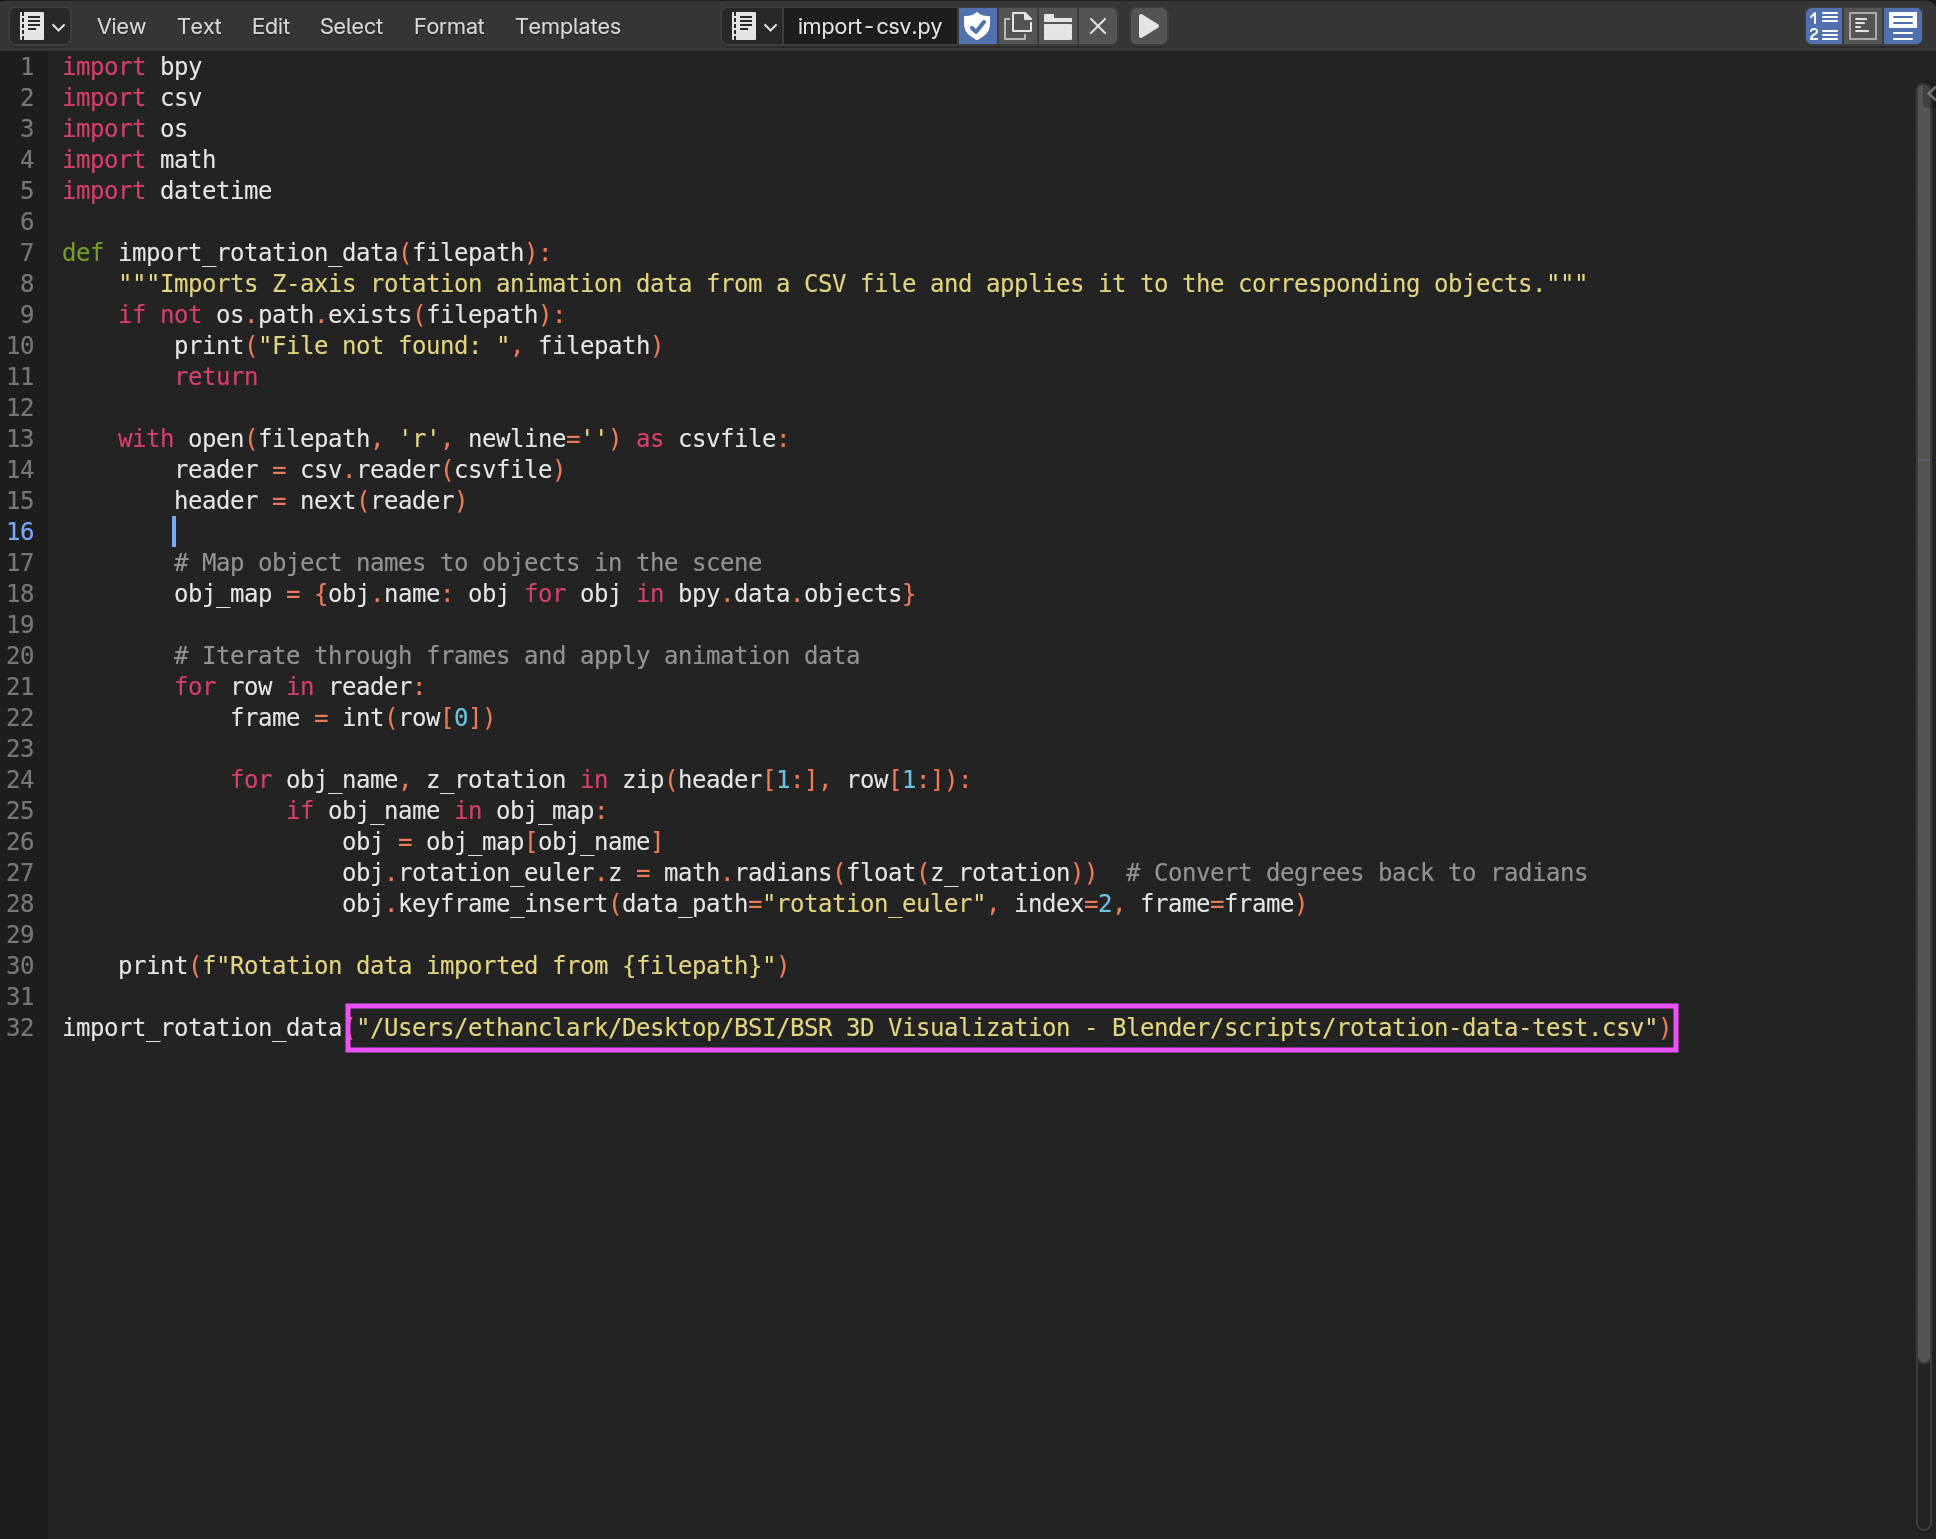 View Text Edit Select Format Templates import-csv.py
1 import bpy
2 import csv
3 import os
4 import math
5 import datetime
6
7 def import_rotation_data(filepath):
8     """Imports Z-axis rotation animation data from a CSV file and applies it to the corresponding objects."""
9     if not os.path.exists(filepath):
10         print("File not found: ", filepath)
11         return
12
13     with open(filepath, 'r', newline='') as csvfile:
14         reader = csv.reader(csvfile)
15         header = next(reader)
16
17         # Map object names to objects in the scene
18         obj_map = {obj.name: obj for obj in bpy.data.objects}
19
20         # Iterate through frames and apply animation data
21         for row in reader:
22             frame = int(row[0])
23
24             for obj_name, z_rotation in zip(header[1:], row[1:]):
25                 if obj_name in obj_map:
26                     obj = obj_map[obj_name]
27                     obj.rotation_euler.z = math.radians(float(z_rotation))  # Convert degrees back to radians
28                     obj.keyframe_insert(data_path="rotation_euler", index=2, frame=frame)
29
30     print(f"Rotation data imported from {filepath}")
31
32 import_rotation_data("/Users/ethanclark/Desktop/BSI/BSR 3D Visualization - Blender/scripts/rotation-data-test.csv")